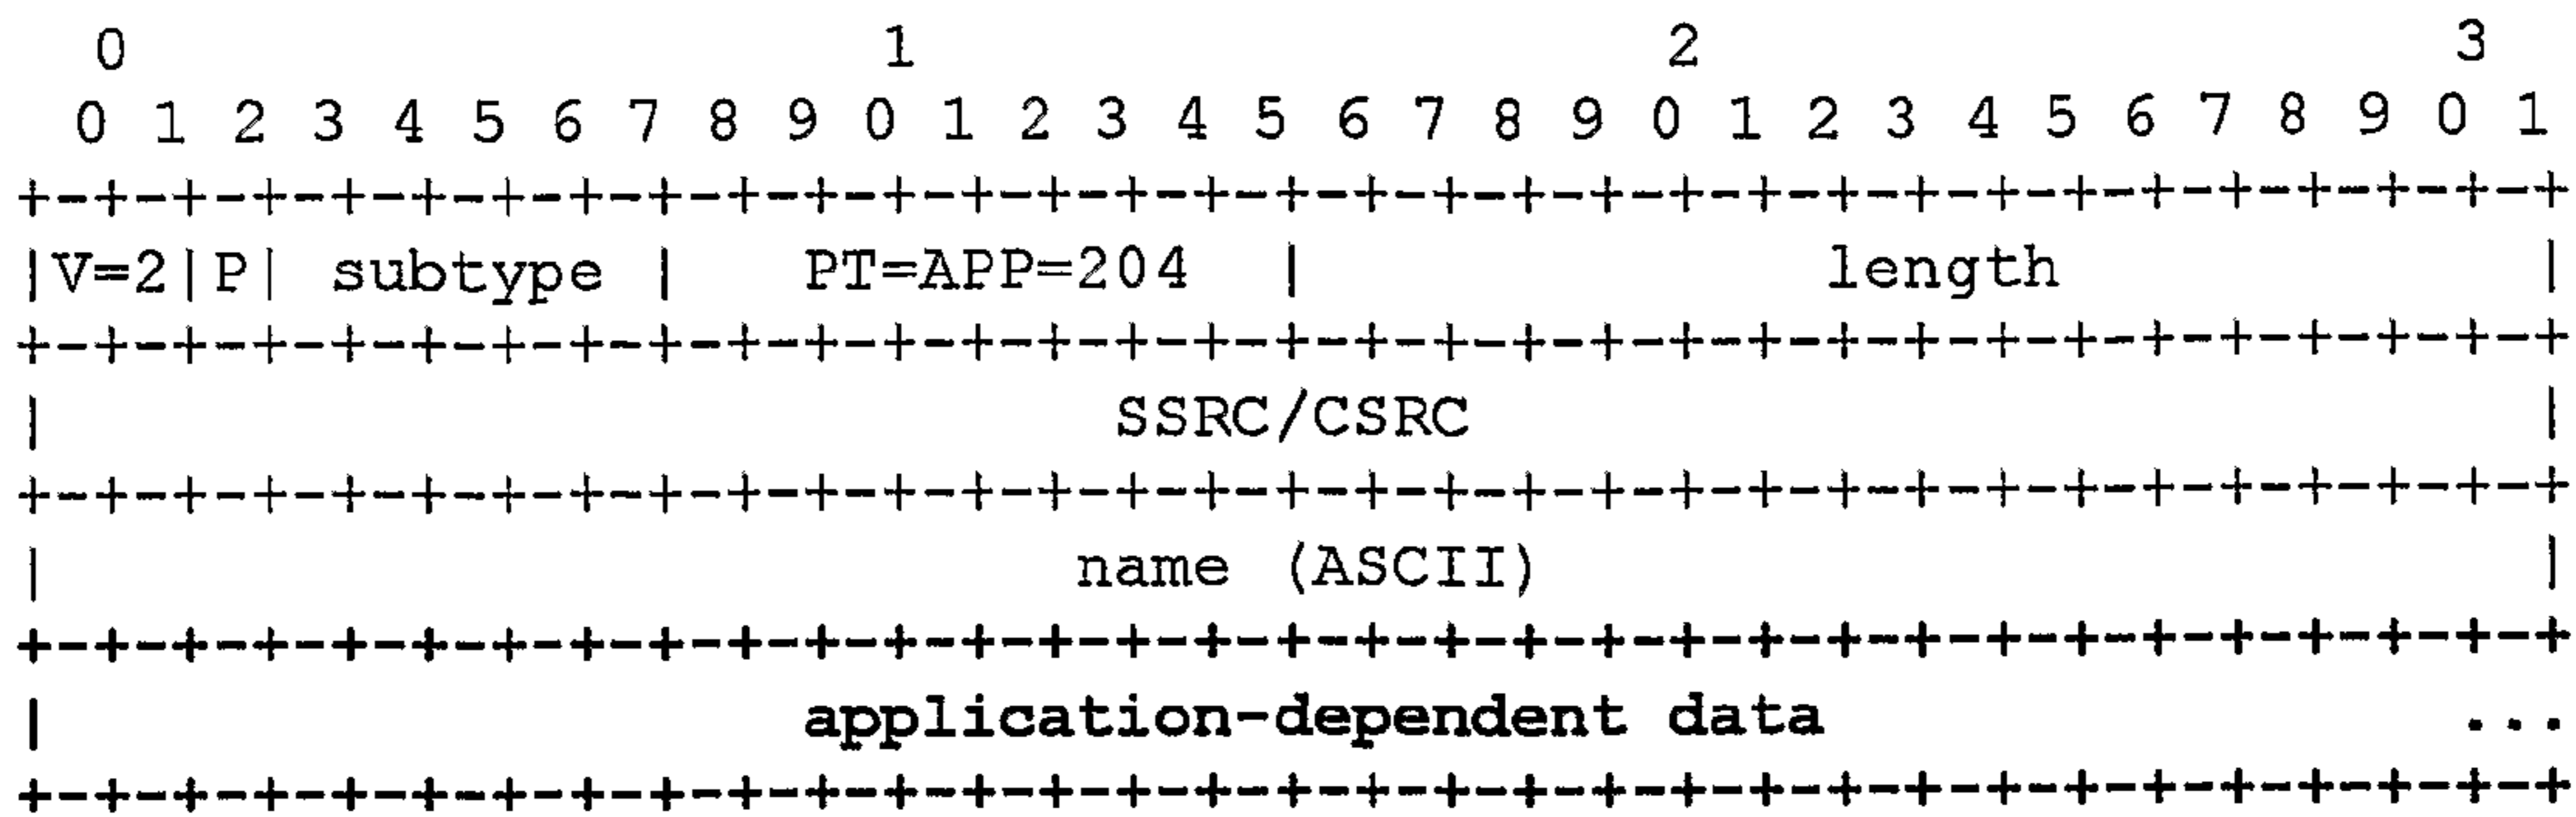 0                   1                   2                   3
 0 1 2 3 4 5 6 7 8 9 0 1 2 3 4 5 6 7 8 9 0 1 2 3 4 5 6 7 8 9 0 1
+-+-+-+-+-+-+-+-+-+-+-+-+-+-+-+-+-+-+-+-+-+-+-+-+-+-+-+-+-+-+-+-+
|V=2|P| subtype |   PT=APP=204  |             length            |
+-+-+-+-+-+-+-+-+-+-+-+-+-+-+-+-+-+-+-+-+-+-+-+-+-+-+-+-+-+-+-+-+
|                           SSRC/CSRC                           |
+-+-+-+-+-+-+-+-+-+-+-+-+-+-+-+-+-+-+-+-+-+-+-+-+-+-+-+-+-+-+-+-+
|                          name (ASCII)                         |
+-+-+-+-+-+-+-+-+-+-+-+-+-+-+-+-+-+-+-+-+-+-+-+-+-+-+-+-+-+-+-+-+
|                   application-dependent data                ...
+-+-+-+-+-+-+-+-+-+-+-+-+-+-+-+-+-+-+-+-+-+-+-+-+-+-+-+-+-+-+-+-+